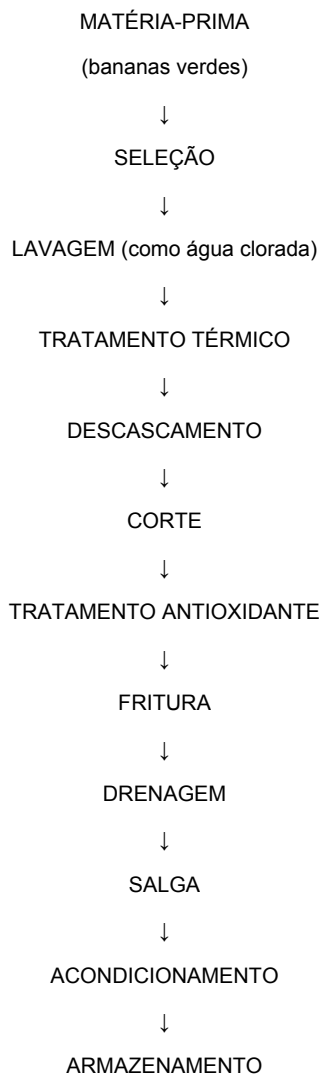 MATÉRIA-PRIMA
(bananas verdes)
↓
SELEÇÃO
↓
LAVAGEM (como água clorada)
↓
TRATAMENTO TÉRMICO
↓
DESCASCAMENTO
↓
CORTE
↓
TRATAMENTO ANTIOXIDANTE
↓
FRITURA
↓
DRENAGEM
↓
SALGA
↓
ACONDICIONAMENTO
↓
ARMAZENAMENTO